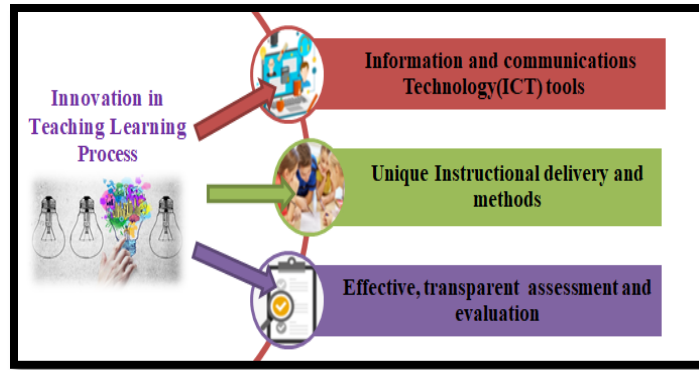 Innovation in
Teaching Learning
Process
Information and communications
Technology(ICT) tools
Unique Instructional delivery and
methods
Effective, transparent assessment and
evaluation